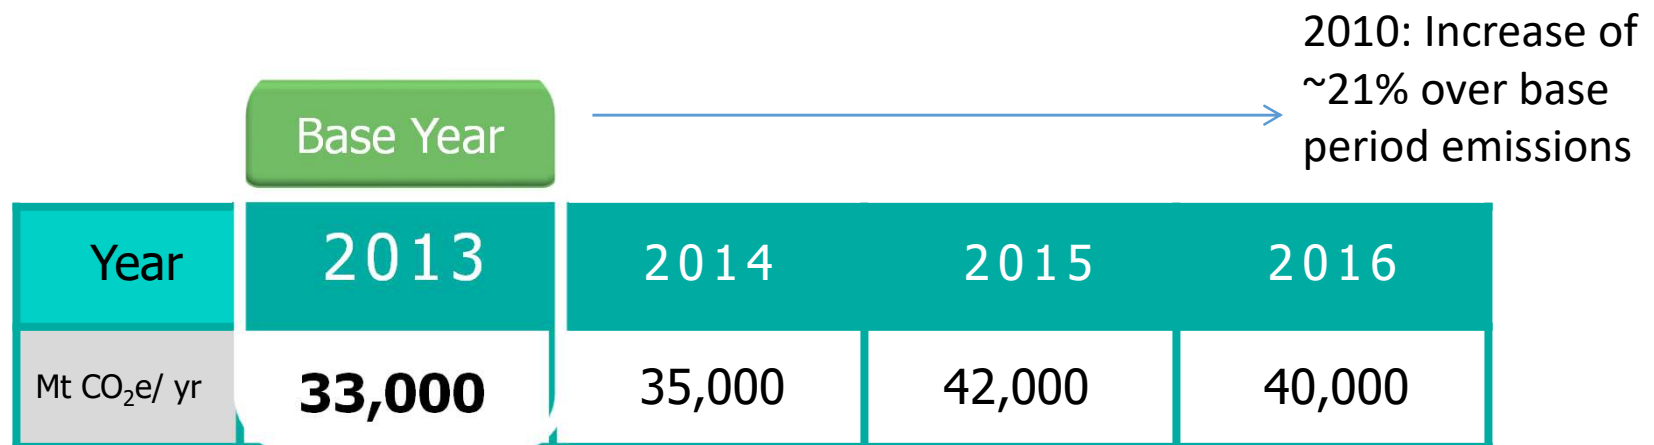 2010: Increase of
~21% over base
period emissions
Base Year
Year 2013 2014 2015 2016
Mt CO₂e/ yr 33,000 35,000 42,000 40,000